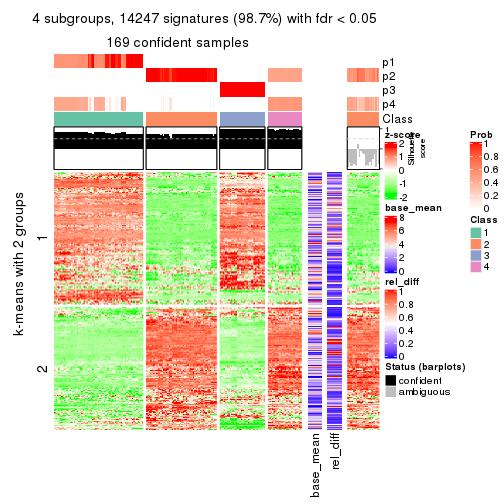 4 subgroups, 14247 signatures (98.7%) with fdr < 0.05
169 confident samples
p1
p2
p3
p4
Class
1
z-score
2
1
0
-1
-2
Silhouette
score
Prob
1
0.8
0.6
0.4
0.2
0
base_mean
8
6
4
2
0
Class
1
2
3
4
rel_diff
1
0.8
0.6
0.4
0.2
0
Status (barplots)
confident
ambiguous
k-means with 2 groups
1
2
base_mean
rel_diff